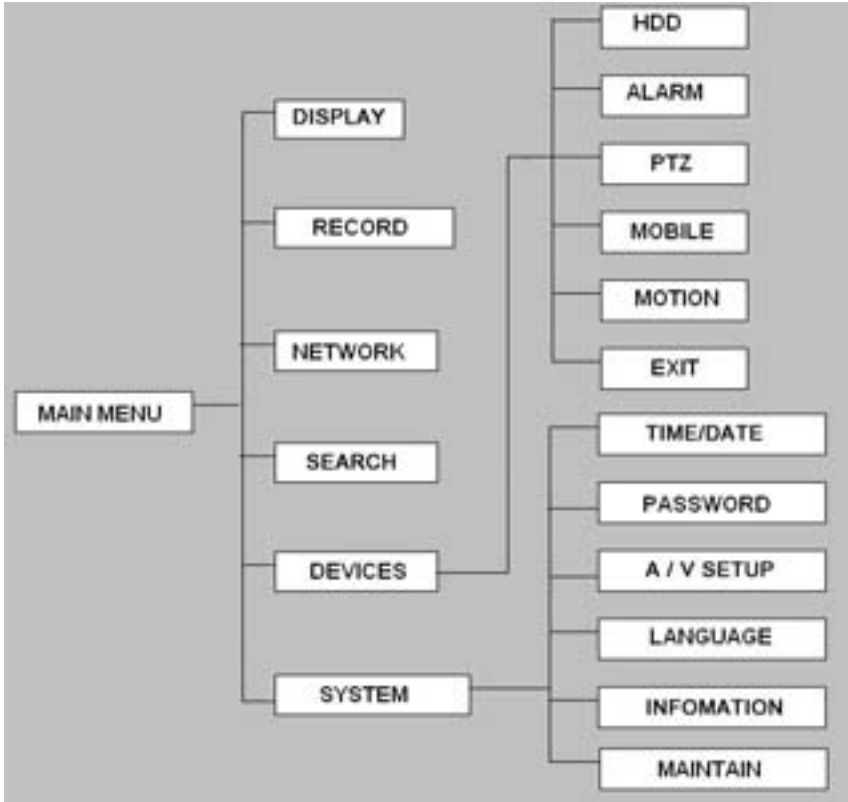 MAIN MENU
DISPLAY
RECORD
NETWORK
SEARCH
DEVICES
SYSTEM
HDD
ALARM
PTZ
MOBILE
MOTION
EXIT
TIME/DATE
PASSWORD
A / V SETUP
LANGUAGE
INFOMATION
MAINTAIN